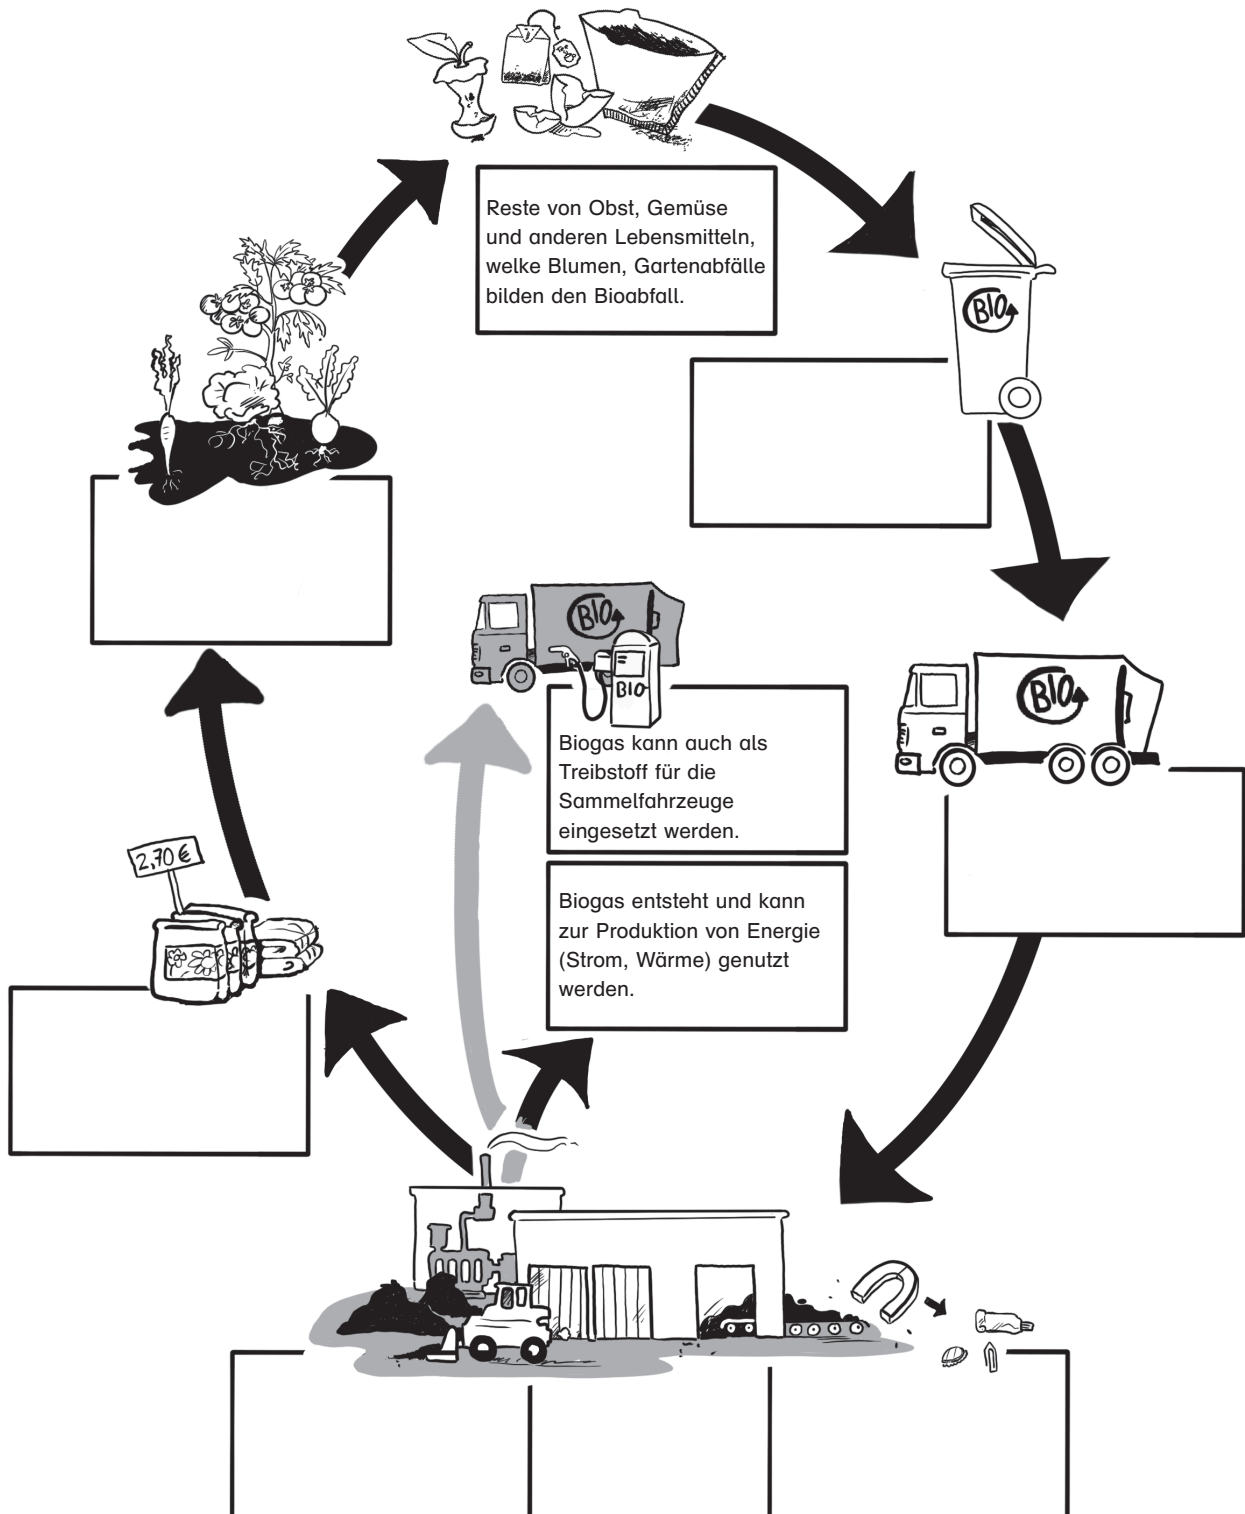 Reste von Obst, Gemüse
und anderen Lebensmitteln,
welke Blumen, Gartenabfälle
bilden den Bioabfall.
BIO
BIO
BIO
BIO
Biogas kann auch als
Treibstoff für die
Sammelfahrzeuge
eingesetzt werden.
2,70 €
Biogas entsteht und kann
zur Produktion von Energie
(Strom, Wärme) genutzt
werden.